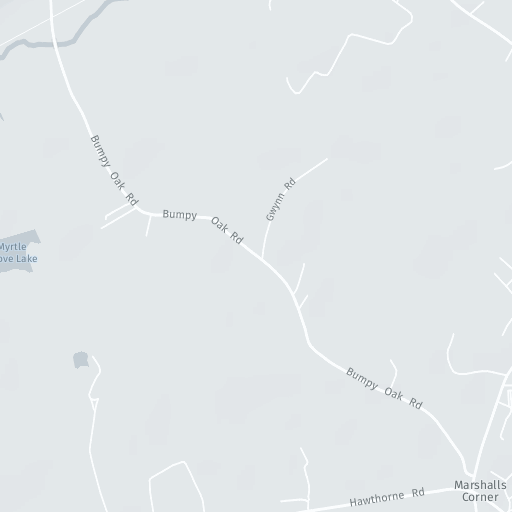 Bumpy Oak Rd
Gwynn Rd
Bumpy Oak Rd
Myrtle
ove Lake
Bumpy Oak Rd
Marshalls
Corner
Hawthorne Rd